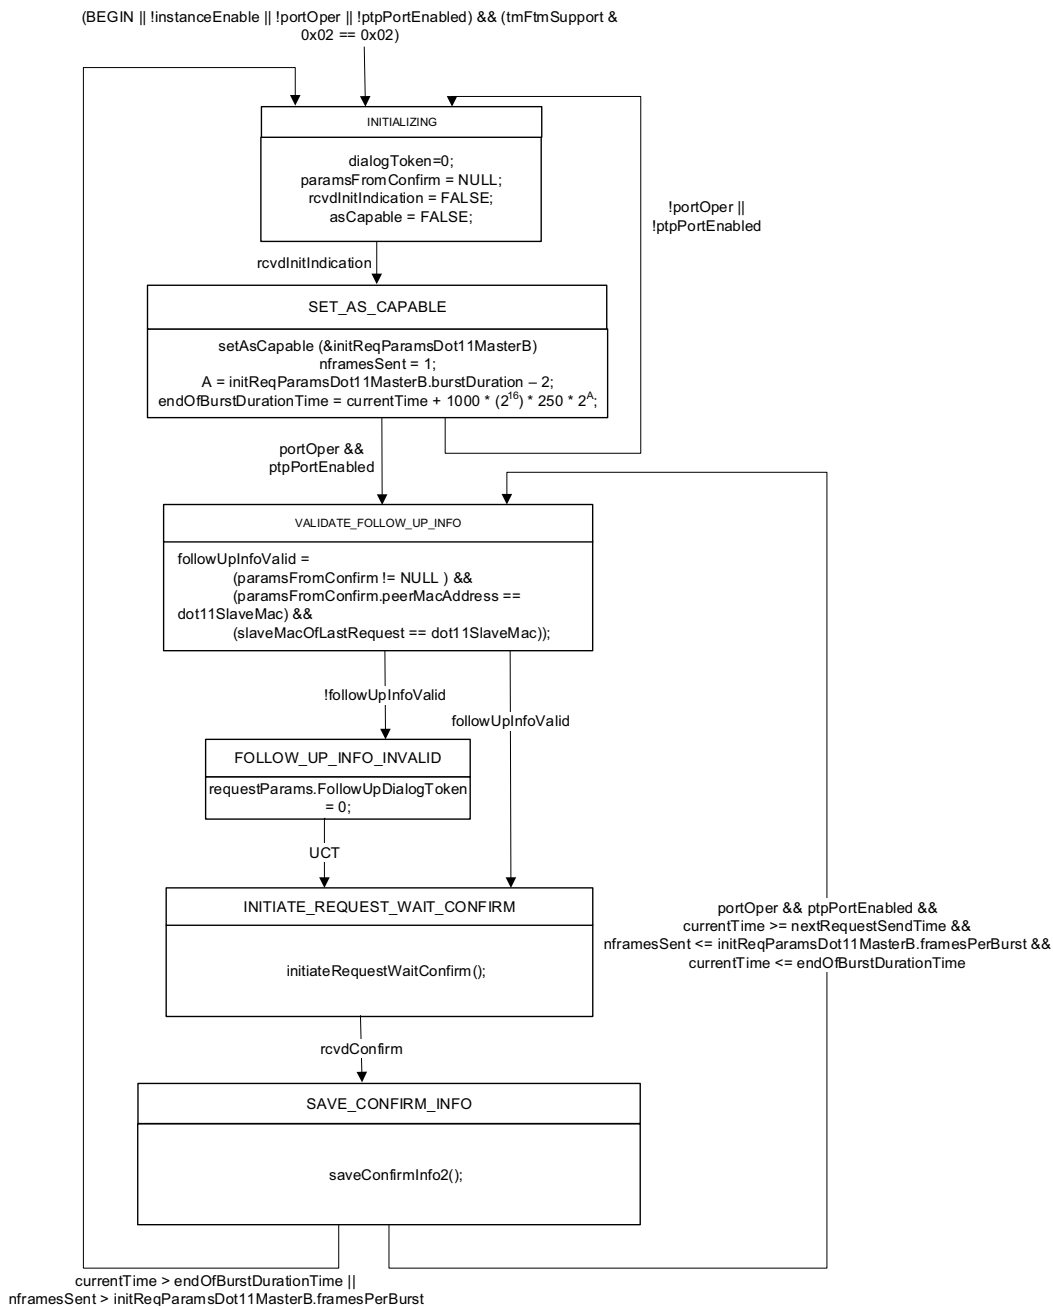 (BEGIN || !instanceEnable || !portOper || !ptpPortEnabled) && (tmFtmSupport &
0x02 == 0x02)
INITIALIZING
dialogToken=0;
paramsFromConfirm = NULL;
rcvdInitIndication = FALSE;
asCapable = FALSE;
!portOper ||
!ptpPortEnabled
rcvdInitIndication
SET_AS_CAPABLE
setAsCapable (&initReqParamsDot11MasterB)
nframesSent = 1;
A = initReqParamsDot11MasterB.burstDuration – 2;
endOfBurstDurationTime = currentTime + 1000 * (2^16) * 250 * 2^A;
portOper &&
ptpPortEnabled
VALIDATE_FOLLOW_UP_INFO
followUpInfoValid =
(paramsFromConfirm != NULL ) &&
(paramsFromConfirm.peerMacAddress ==
dot11SlaveMac) &&
(slaveMacOfLastRequest == dot11SlaveMac));
!followUpInfoValid
followUpInfoValid
FOLLOW_UP_INFO_INVALID
requestParams.FollowUpDialogToken
= 0;
UCT
INITIATE_REQUEST_WAIT_CONFIRM
initiateRequestWaitConfirm();
portOper && ptpPortEnabled &&
currentTime >= nextRequestSendTime &&
nframesSent <= initReqParamsDot11MasterB.framesPerBurst &&
currentTime <= endOfBurstDurationTime
rcvdConfirm
SAVE_CONFIRM_INFO
saveConfirmInfo2();
currentTime > endOfBurstDurationTime ||
nframesSent > initReqParamsDot11MasterB.framesPerBurst